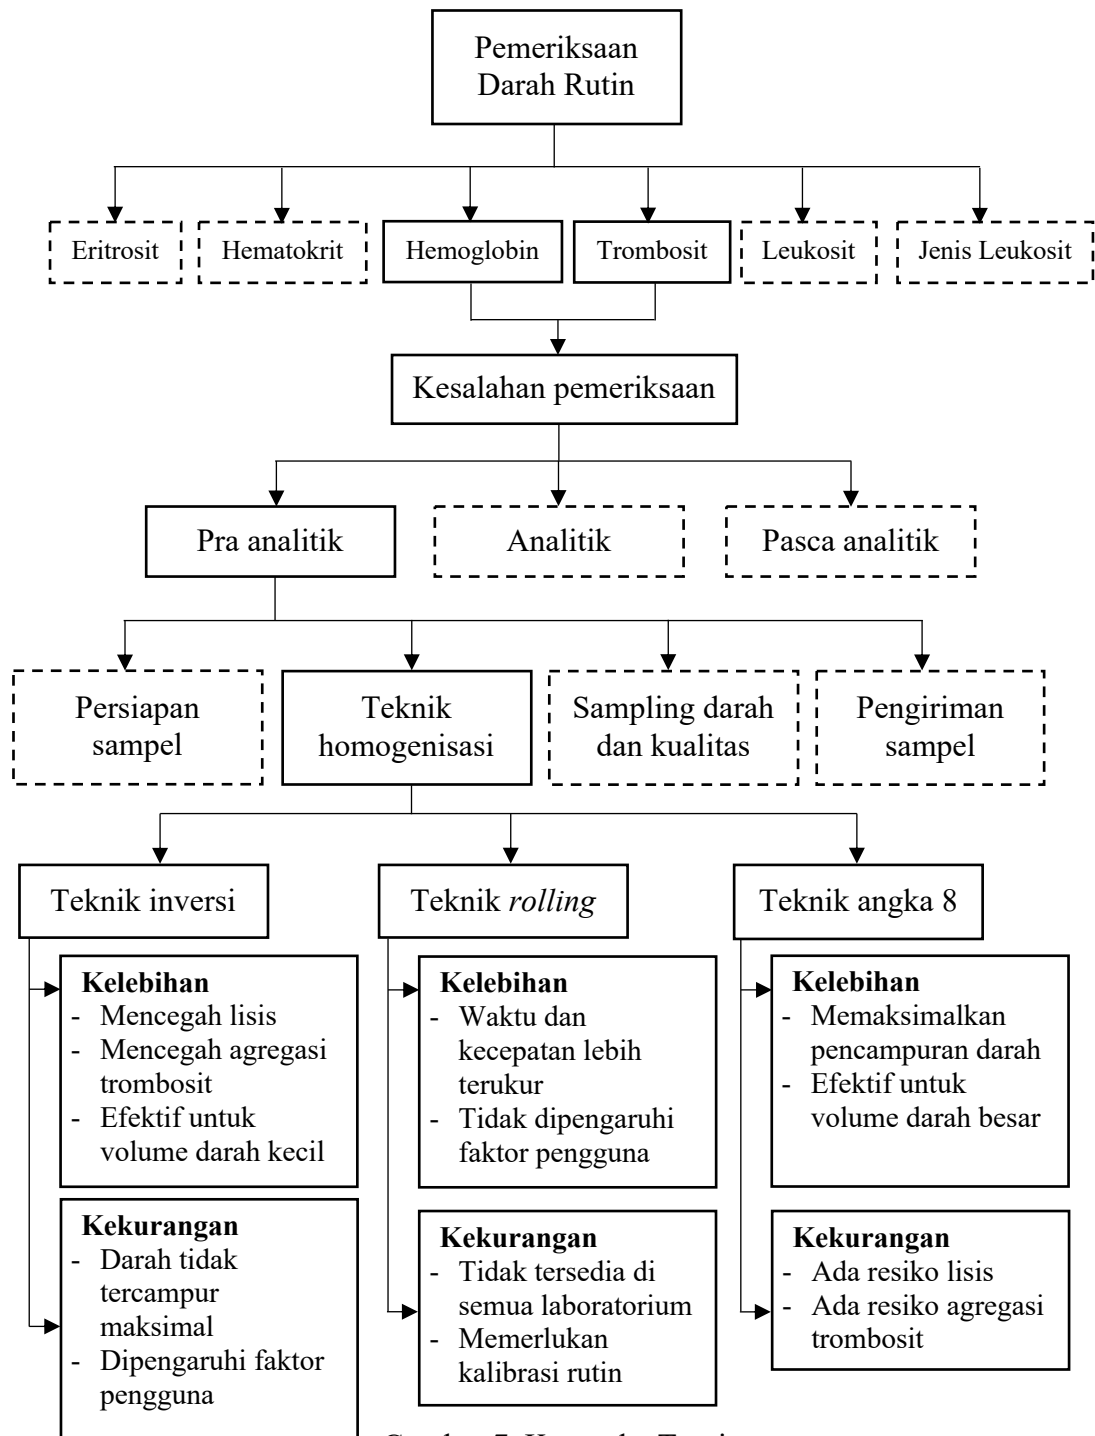 Pemeriksaan
Darah Rutin
Eritrosit
Hematokrit
Hemoglobin
Trombosit
Leukosit
Jenis Leukosit
Kesalahan pemeriksaan
Pra analitik
Analitik
Pasca analitik
Persiapan
sampel
Teknik
homogenisasi
Sampling darah
dan kualitas
Pengiriman
sampel
Teknik inversi
Kelebihan
- Mencegah lisis
- Mencegah agregasi
trombosit
- Efektif untuk
volume darah kecil
Kekurangan
- Darah tidak
tercampur
maksimal
- Dipengaruhi faktor
pengguna
Teknik rolling
Kelebihan
- Waktu dan
kecepatan lebih
terukur
- Tidak dipengaruhi
faktor pengguna
Kekurangan
- Tidak tersedia di
semua laboratorium
- Memerlukan
kalibrasi rutin
Teknik angka 8
Kelebihan
- Memaksimalkan
pencampuran darah
- Efektif untuk
volume darah besar
Kekurangan
- Ada resiko lisis
- Ada resiko agregasi
trombosit